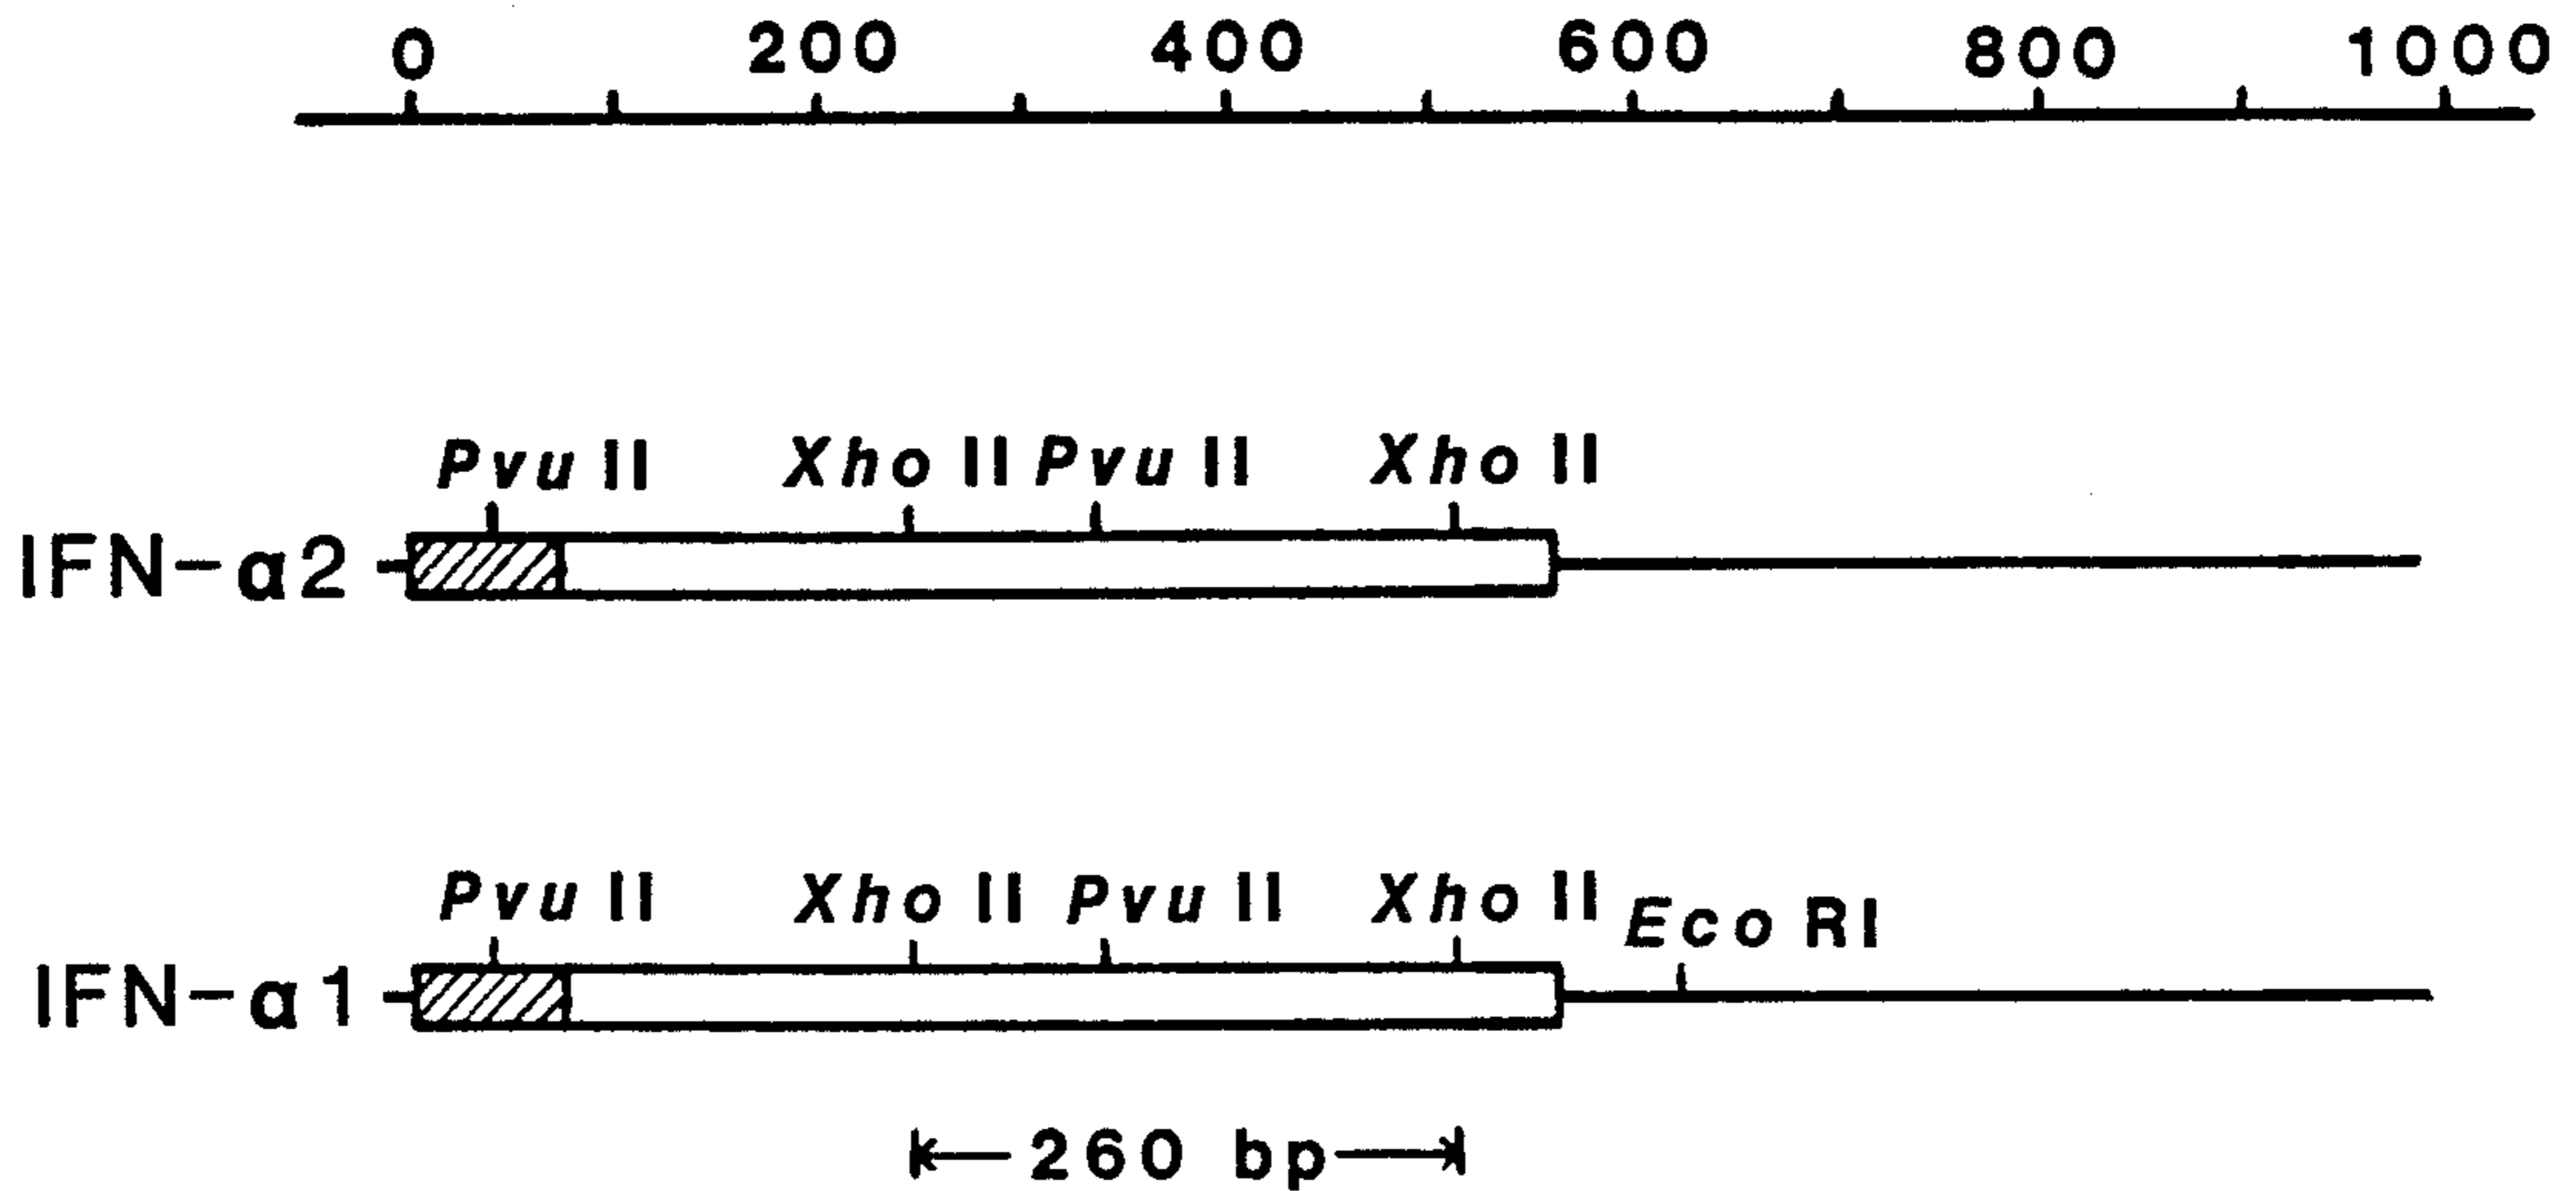 0 200 400 600 800 1000
Pvu II Xho II Pvu II Xho II
IFN-α2
Pvu II Xho II Pvu II Xho II Eco RI
IFN-α1
260 bp